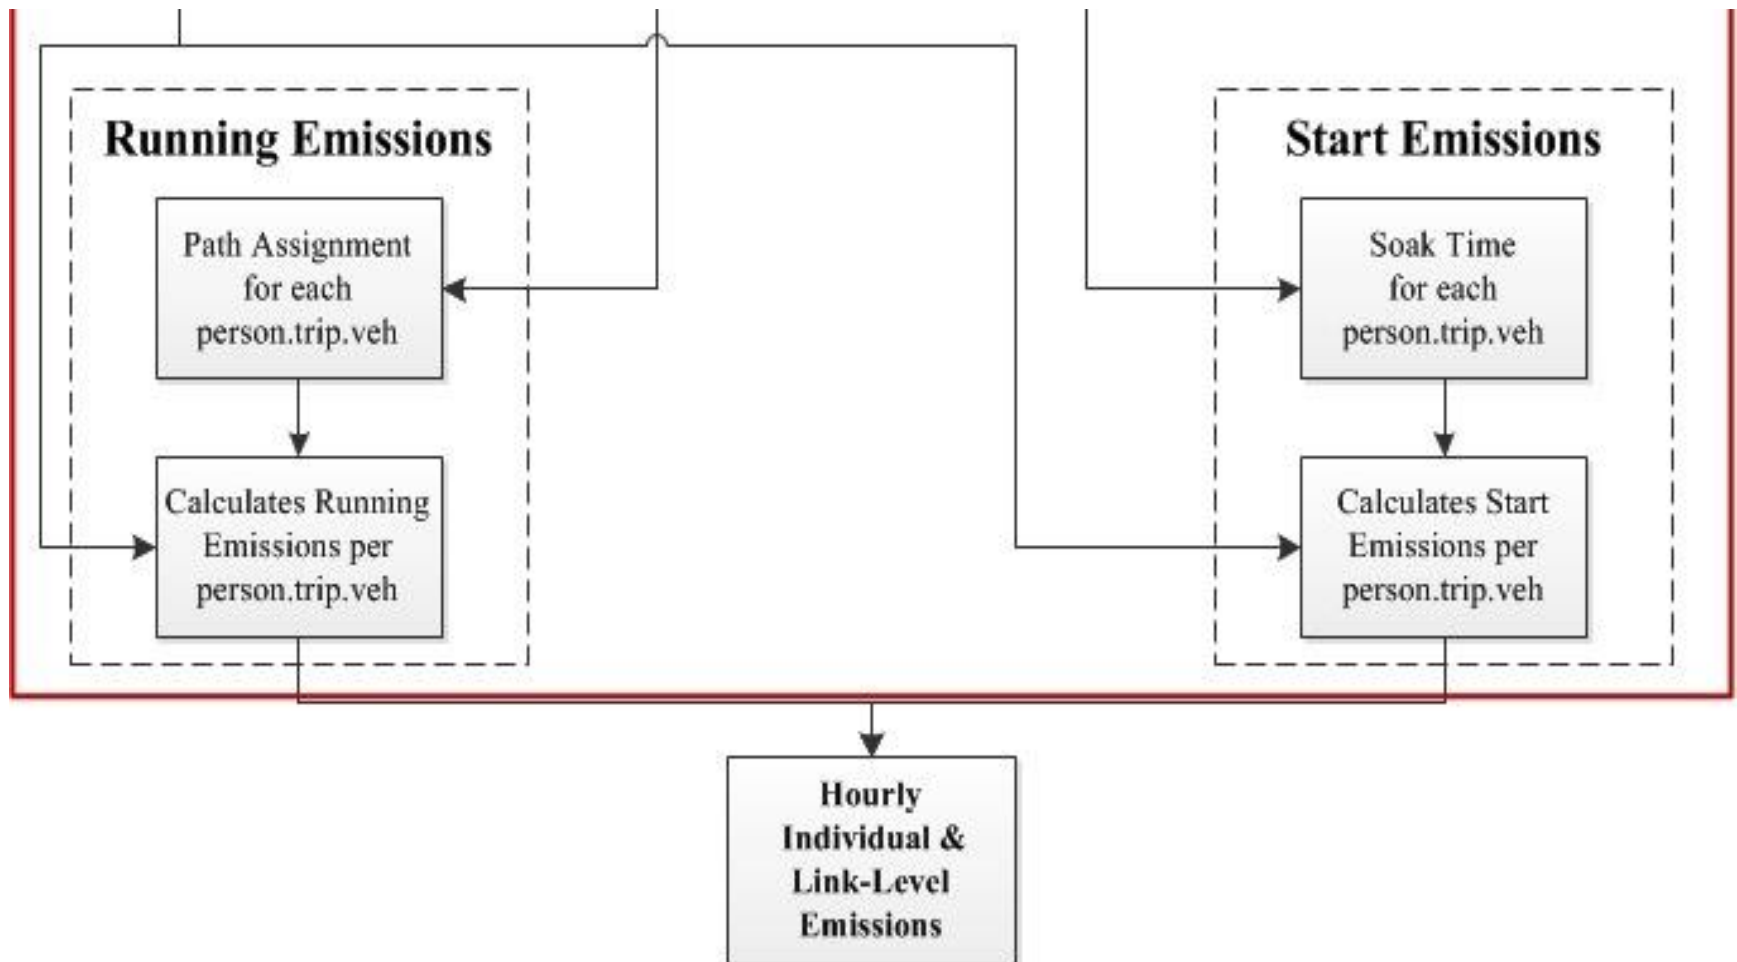 Running Emissions
Path Assignment
for each
person.trip.veh
Calculates Running
Emissions per
person.trip.veh
Start Emissions
Soak Time
for each
person.trip.veh
Calculates Start
Emissions per
person.trip.veh
Hourly
Individual &
Link-Level
Emissions